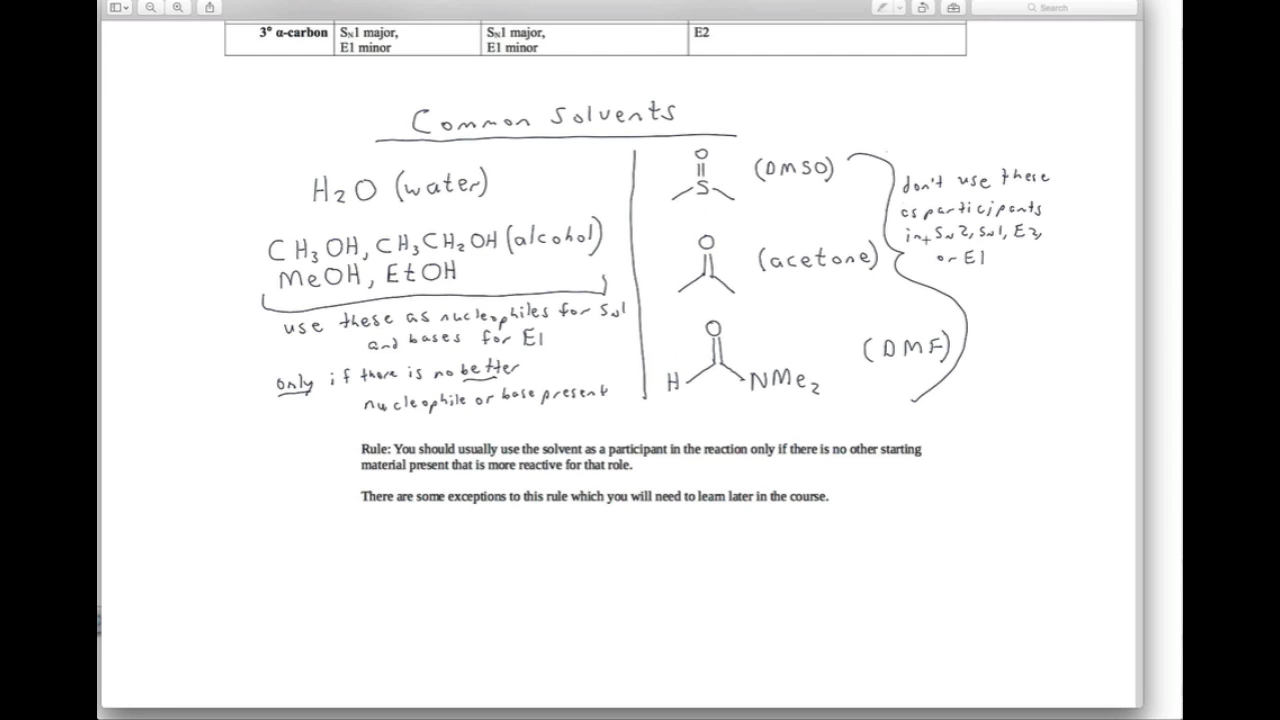 Search
3° α-carbon SN1 major, E1 minor SN1 major, E1 minor E2
Common Solvents
H2O (water)
CH3OH, CH3CH2OH (alcohol)
MeOH, EtOH
use these as nucleophiles for SN1
and bases for E1
only if there is no better
nucleophile or base present
O
S
(DMSO)
O
(acetone)
O
H NMe2
(DMF)
don't use these
as participants
in SN2, SN1, E2,
or E1
Rule: You should usually use the solvent as a participant in the reaction only if there is no other starting
material present that is more reactive for that role.
There are some exceptions to this rule which you will need to learn later in the course.